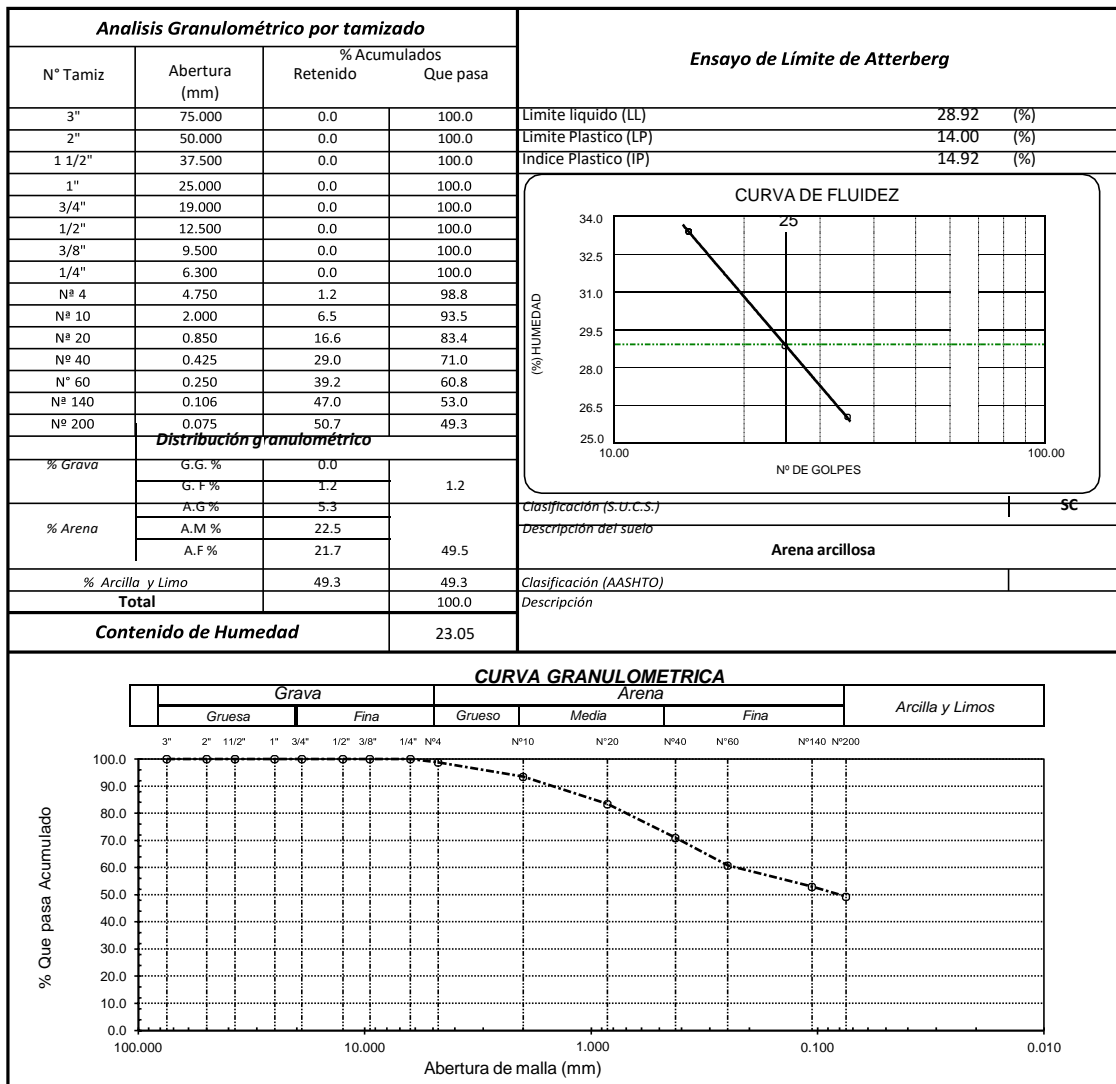 Analisis Granulométrico por tamizado
N° Tamiz Abertura (mm) % Acumulados
Retenido Que pasa
3" 75.000 0.0 100.0
2" 50.000 0.0 100.0
1 1/2" 37.500 0.0 100.0
1" 25.000 0.0 100.0
3/4" 19.000 0.0 100.0
1/2" 12.500 0.0 100.0
3/8" 9.500 0.0 100.0
1/4" 6.300 0.0 100.0
Nª 4 4.750 1.2 98.8
Nª 10 2.000 6.5 93.5
Nª 20 0.850 16.6 83.4
Nº 40 0.425 29.0 71.0
N° 60 0.250 39.2 60.8
Nª 140 0.106 47.0 53.0
Nº 200 0.075 50.7 49.3
Distribución granulométrico
% Grava G.G. % 0.0
G. F % 1.2 1.2
A.G % 5.3
% Arena A.M % 22.5
A.F % 21.7 49.5
% Arcilla y Limo 49.3 49.3
Total 100.0
Contenido de Humedad 23.05
Ensayo de Límite de Atterberg
Limite liquido (LL) 28.92 (%)
Limite Plastico (LP) 14.00 (%)
Indice Plastico (IP) 14.92 (%)
CURVA DE FLUIDEZ
25
34.0
32.5
31.0
29.5
28.0
26.5
25.0
(%) HUMEDAD
10.00 100.00
Nº DE GOLPES
Clasificación (S.U.C.S.) SC
Descripción del suelo
Arena arcillosa
Clasificación (AASHTO)
Descripción
CURVA GRANULOMETRICA
Grava Arena Arcilla y Limos
Gruesa Fina Grueso Media Fina
3" 2" 11/2" 1" 3/4" 1/2" 3/8" 1/4" Nº4 Nº10 N°20 Nº40 N°60 Nº140 Nº200
100.0
90.0
80.0
70.0
60.0
50.0
40.0
30.0
20.0
10.0
0.0
% Que pasa Acumulado
100.000 10.000 1.000 0.100 0.010
Abertura de malla (mm)